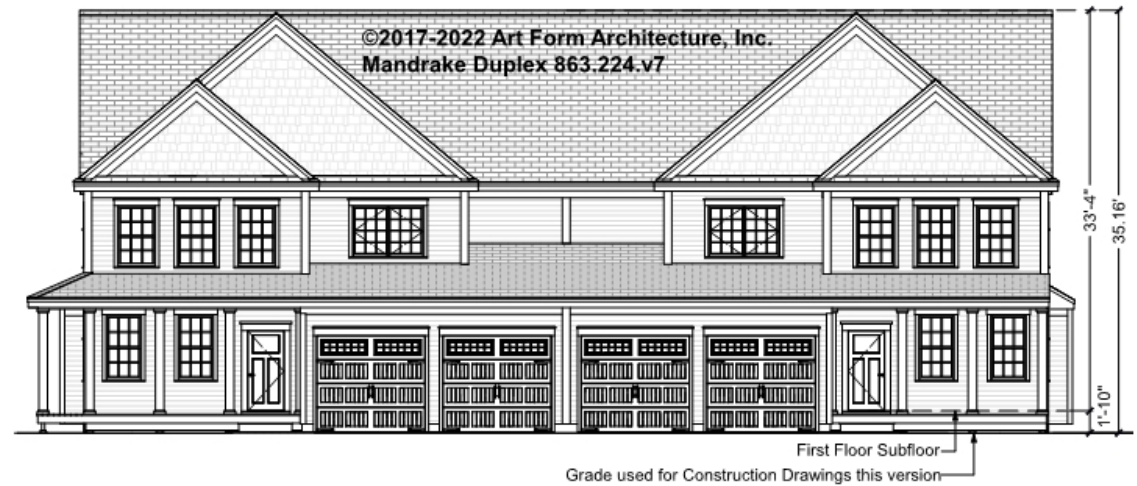 ©2017-2022 Art Form Architecture, Inc.
Mandrake Duplex 863.224.v7
33'-4"
35.16'
1'-10"
First Floor Subfloor
Grade used for Construction Drawings this version